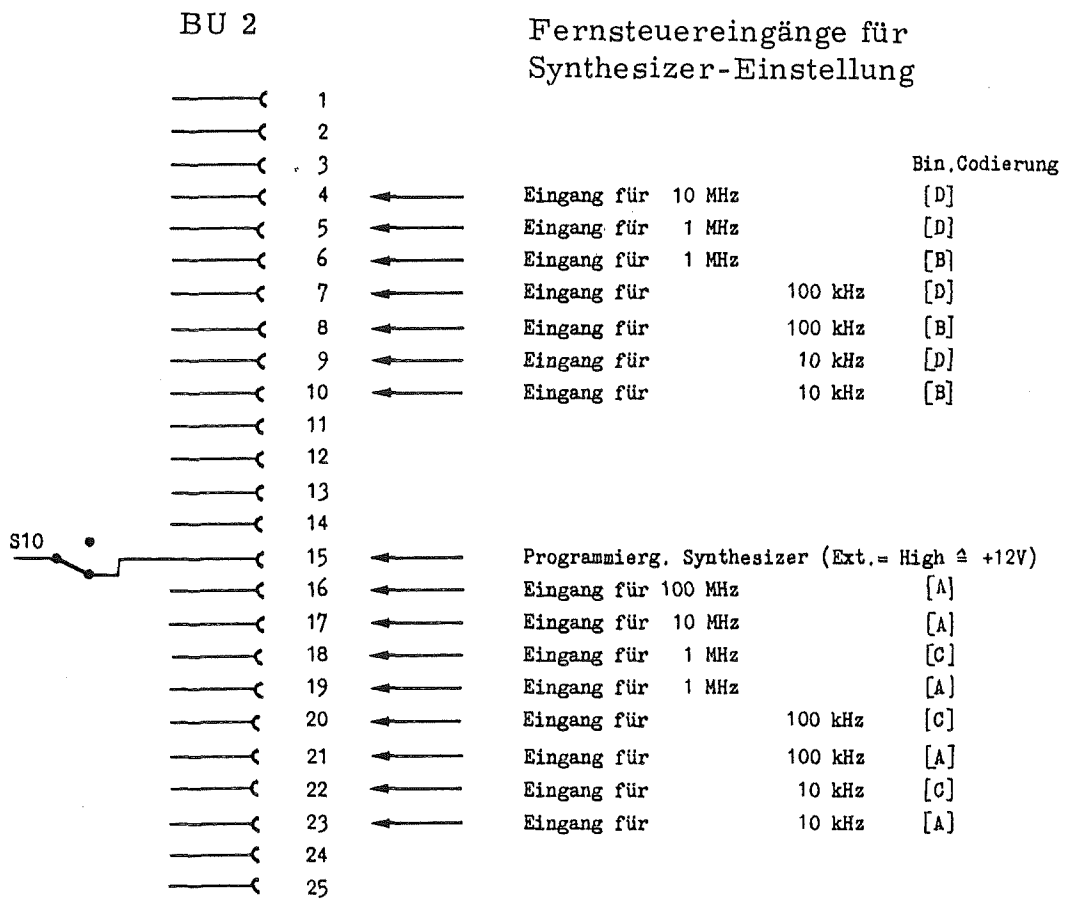 BU 2
Fernsteuereingänge für
Synthesizer-Einstellung
1
2
3
Bin.Codierung
4 Eingang für 10 MHz [D]
5 Eingang für 1 MHz [D]
6 Eingang für 1 MHz [B]
7 Eingang für 100 kHz [D]
8 Eingang für 100 kHz [B]
9 Eingang für 10 kHz [D]
10 Eingang für 10 kHz [B]
11
12
13
14
S10
15 Programmierg. Synthesizer (Ext.= High ≙ +12V)
16 Eingang für 100 MHz [A]
17 Eingang für 10 MHz [A]
18 Eingang für 1 MHz [C]
19 Eingang für 1 MHz [A]
20 Eingang für 100 kHz [C]
21 Eingang für 100 kHz [A]
22 Eingang für 10 kHz [C]
23 Eingang für 10 kHz [A]
24
25